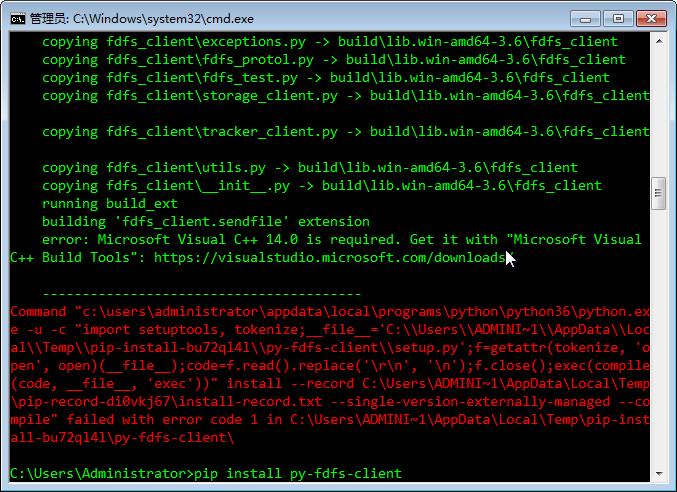 管理员: C:\Windows\system32\cmd.exe
copying fdfs_client\exceptions.py -> build\lib.win-amd64-3.6\fdfs_client
copying fdfs_client\fdfs_protol.py -> build\lib.win-amd64-3.6\fdfs_client
copying fdfs_client\fdfs_test.py -> build\lib.win-amd64-3.6\fdfs_client
copying fdfs_client\storage_client.py -> build\lib.win-amd64-3.6\fdfs_client
copying fdfs_client\tracker_client.py -> build\lib.win-amd64-3.6\fdfs_client
copying fdfs_client\utils.py -> build\lib.win-amd64-3.6\fdfs_client
copying fdfs_client\__init__.py -> build\lib.win-amd64-3.6\fdfs_client
running build_ext
building 'fdfs_client.sendfile' extension
error: Microsoft Visual C++ 14.0 is required. Get it with "Microsoft Visual
C++ Build Tools": https://visualstudio.microsoft.com/downloads/
----------------------------------------
Command "c:\users\administrator\appdata\local\programs\python\python36\python.ex
e -u -c "import setuptools, tokenize;__file__='C:\\Users\\ADMINI~1\\AppData\\Loc
al\\Temp\\pip-install-bu72ql4l\\py-fdfs-client\\setup.py';f=getattr(tokenize, 'o
pen', open)(__file__);code=f.read().replace('\r\n', '\n');f.close();exec(compile
(code, __file__, 'exec'))" install --record C:\Users\ADMINI~1\AppData\Local\Temp
\pip-record-di0vkj67\install-record.txt --single-version-externally-managed --co
mpile" failed with error code 1 in C:\Users\ADMINI~1\AppData\Local\Temp\pip-inst
all-bu72ql4l\py-fdfs-client\
C:\Users\Administrator>pip install py-fdfs-client